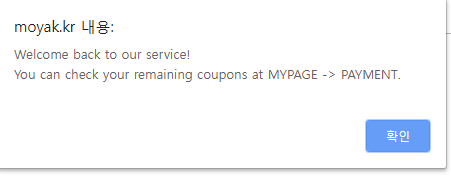 moyak.kr 내용:
Welcome back to our service!
You can check your remaining coupons at MYPAGE -> PAYMENT.
확인